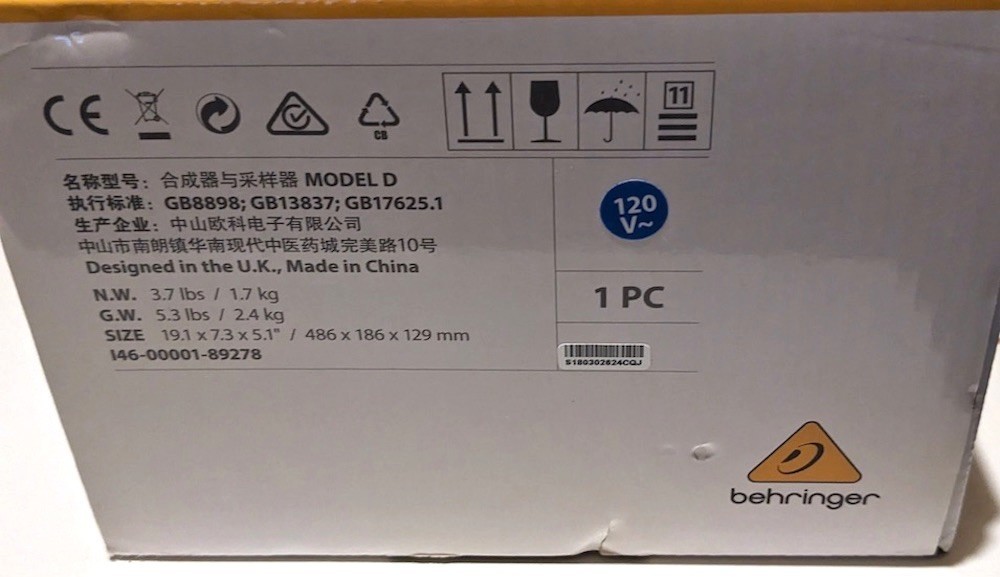 CE
CB
11
名称型号：合成器与采样器 MODEL D
执行标准：GB8898; GB13837; GB17625.1
生产企业：中山欧科电子有限公司
中山市南朗镇华南现代中医药城完美路10号
Designed in the U.K., Made in China
N.W. 3.7 lbs / 1.7 kg
G.W. 5.3 lbs / 2.4 kg
SIZE 19.1 x 7.3 x 5.1" / 486 x 186 x 129 mm
I46-00001-89278
120
V~
1 PC
S180302624CQJ
behringer